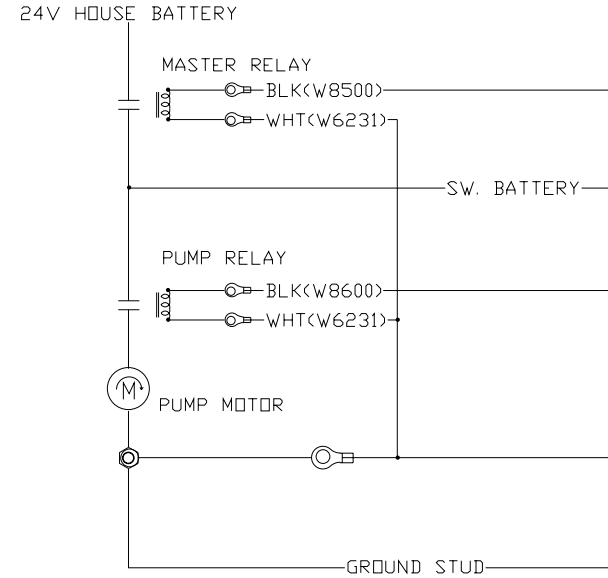 24V HOUSE BATTERY
MASTER RELAY
BLK(W8500)
WHT(W6231)
SW. BATTERY
PUMP RELAY
BLK(W8600)
WHT(W6231)
M
PUMP MOTOR
GROUND STUD